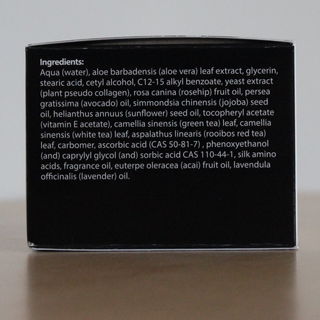 Ingredients:
Aqua (water), aloe barbadensis (aloe vera) leaf extract, glycerin,
stearic acid, cetyl alcohol, C12-15 alkyl benzoate, yeast extract
(plant pseudo collagen), rosa canina (rosehip) fruit oil, persea
gratissima (avocado) oil, simmondsia chinensis (jojoba) seed
oil, helianthus annuus (sunflower) seed oil, tocopheryl acetate
(vitamin E acetate), camellia sinensis (green tea) leaf, camellia
sinensis (white tea) leaf, aspalathus linearis (rooibos red tea)
leaf, carbomer, ascorbic acid (CAS 50-81-7) , phenoxyethanol
(and) caprylyl glycol (and) sorbic acid CAS 110-44-1, silk amino
acids, fragrance oil, euterpe oleracea (acai) fruit oil, lavendula
officinalis (lavender) oil.